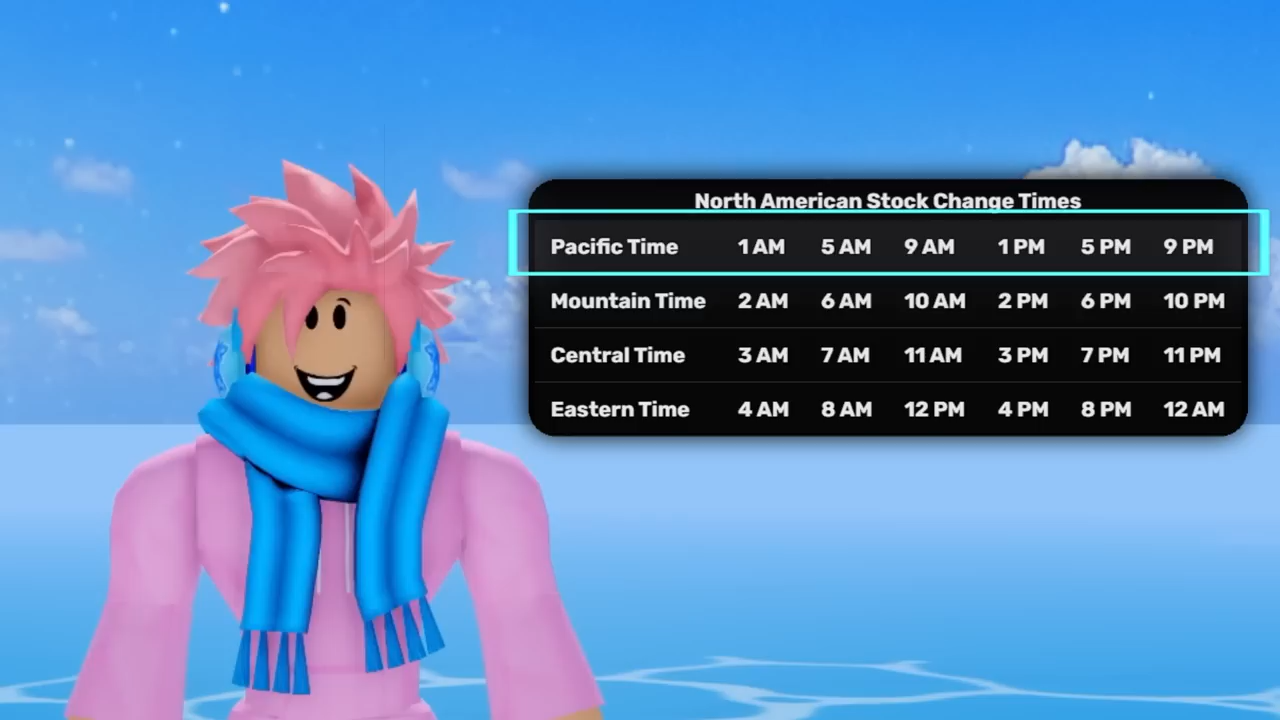 North American Stock Change Times
Pacific Time 1 AM 5 AM 9 AM 1 PM 5 PM 9 PM
Mountain Time 2 AM 6 AM 10 AM 2 PM 6 PM 10 PM
Central Time 3 AM 7 AM 11 AM 3 PM 7 PM 11 PM
Eastern Time 4 AM 8 AM 12 PM 4 PM 8 PM 12 AM